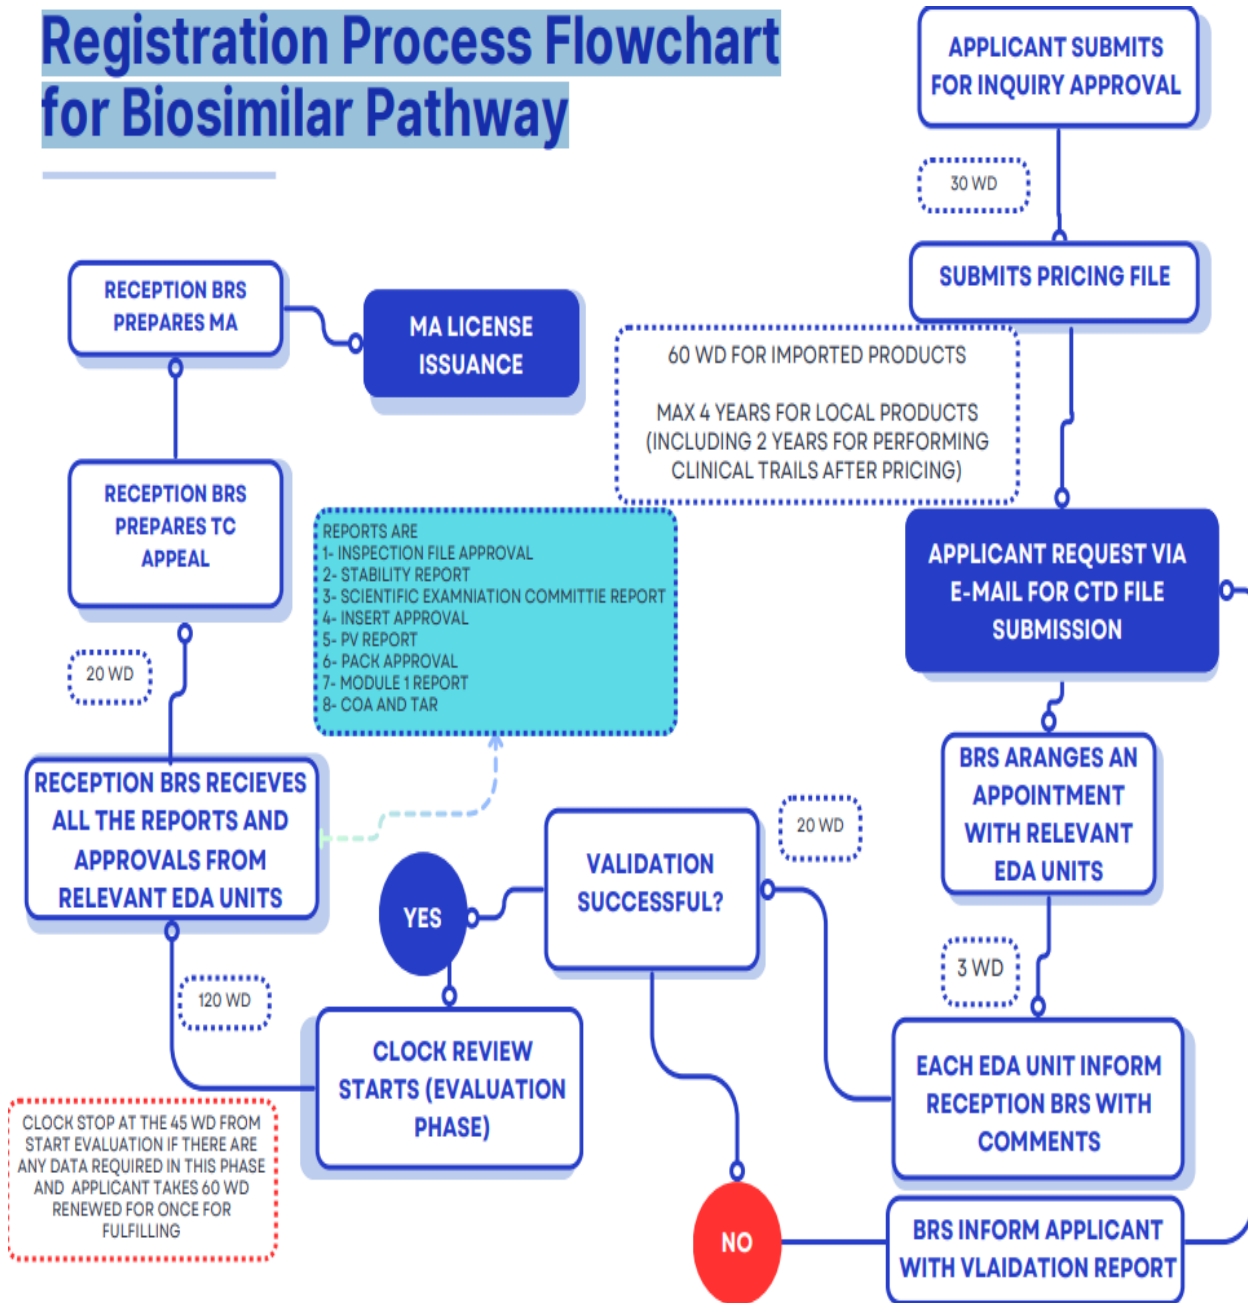 Registration Process Flowchart
for Biosimilar Pathway
APPLICANT SUBMITS
FOR INQUIRY APPROVAL
30 WD
SUBMITS PRICING FILE
60 WD FOR IMPORTED PRODUCTS
MAX 4 YEARS FOR LOCAL PRODUCTS
(INCLUDING 2 YEARS FOR PERFORMING
CLINICAL TRAILS AFTER PRICING)
APPLICANT REQUEST VIA
E-MAIL FOR CTD FILE
SUBMISSION
BRS ARANGES AN
APPOINTMENT
WITH RELEVANT
EDA UNITS
3 WD
EACH EDA UNIT INFORM
RECEPTION BRS WITH
COMMENTS
20 WD
VALIDATION
SUCCESSFUL?
NO
BRS INFORM APPLICANT
WITH VLAIDATION REPORT
YES
CLOCK REVIEW
STARTS (EVALUATION
PHASE)
120 WD
CLOCK STOP AT THE 45 WD FROM
START EVALUATION IF THERE ARE
ANY DATA REQUIRED IN THIS PHASE
AND APPLICANT TAKES 60 WD
RENEWED FOR ONCE FOR
FULFILLING
RECEPTION BRS RECIEVES
ALL THE REPORTS AND
APPROVALS FROM
RELEVANT EDA UNITS
REPORTS ARE
1- INSPECTION FILE APPROVAL
2- STABILITY REPORT
3- SCIENTIFIC EXAMNIATION COMMITTIE REPORT
4- INSERT APPROVAL
5- PV REPORT
6- PACK APPROVAL
7- MODULE 1 REPORT
8- COA AND TAR
20 WD
RECEPTION BRS
PREPARES TC
APPEAL
RECEPTION BRS
PREPARES MA
MA LICENSE
ISSUANCE